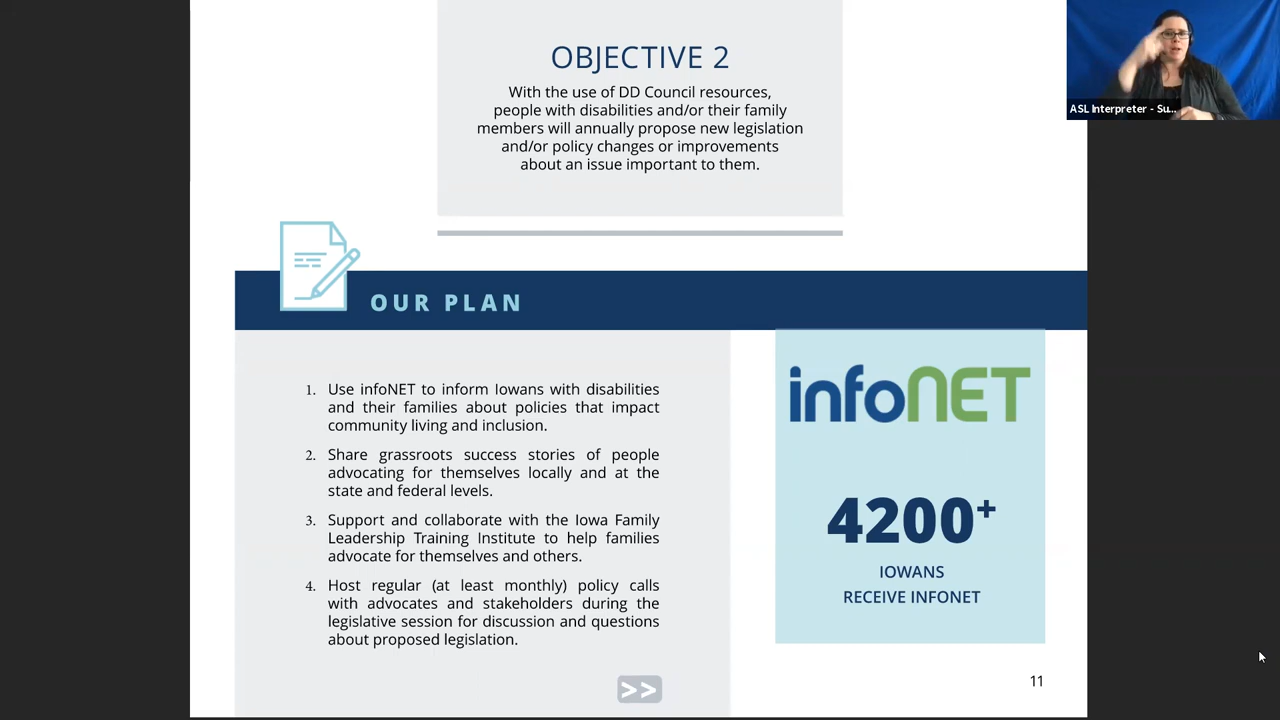 OBJECTIVE 2
With the use of DD Council resources,
people with disabilities and/or their family
members will annually propose new legislation
and/or policy changes or improvements
about an issue important to them.
ASL Interpreter - Su...
OUR PLAN
1. Use infoNET to inform Iowans with disabilities
and their families about policies that impact
community living and inclusion.
2. Share grassroots success stories of people
advocating for themselves locally and at the
state and federal levels.
3. Support and collaborate with the Iowa Family
Leadership Training Institute to help families
advocate for themselves and others.
4. Host regular (at least monthly) policy calls
with advocates and stakeholders during the
legislative session for discussion and questions
about proposed legislation.
infoNET
4200+
IOWANS
RECEIVE INFONET
>>
11